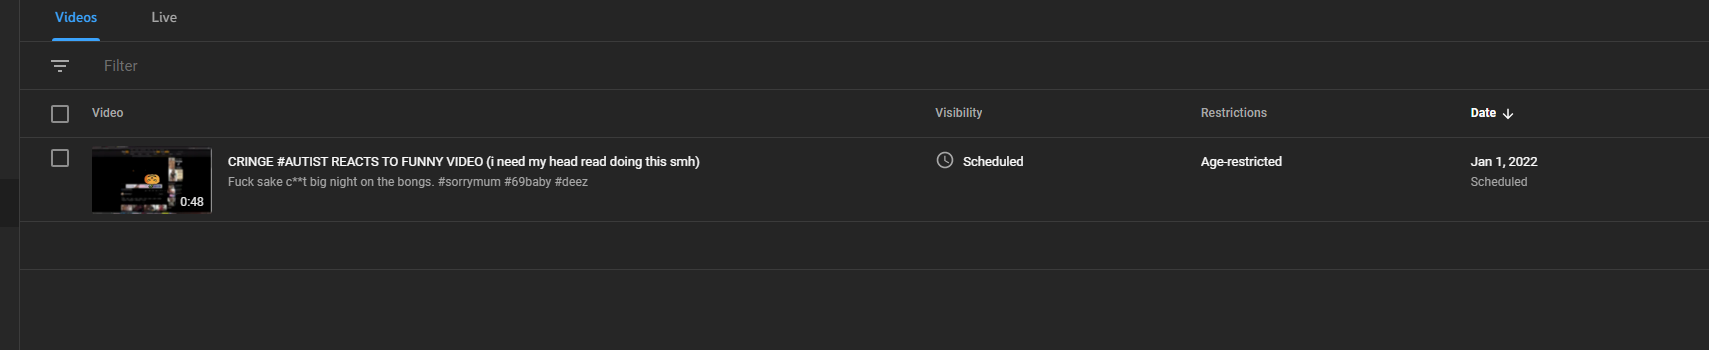 Videos Live
Filter
Video Visibility Restrictions Date
CRINGE #AUTIST REACTS TO FUNNY VIDEO (i need my head read doing this smh) Scheduled Age-restricted Jan 1, 2022
Fuck sake c**t big night on the bongs. #sorrymum #69baby #deez Scheduled
0:48